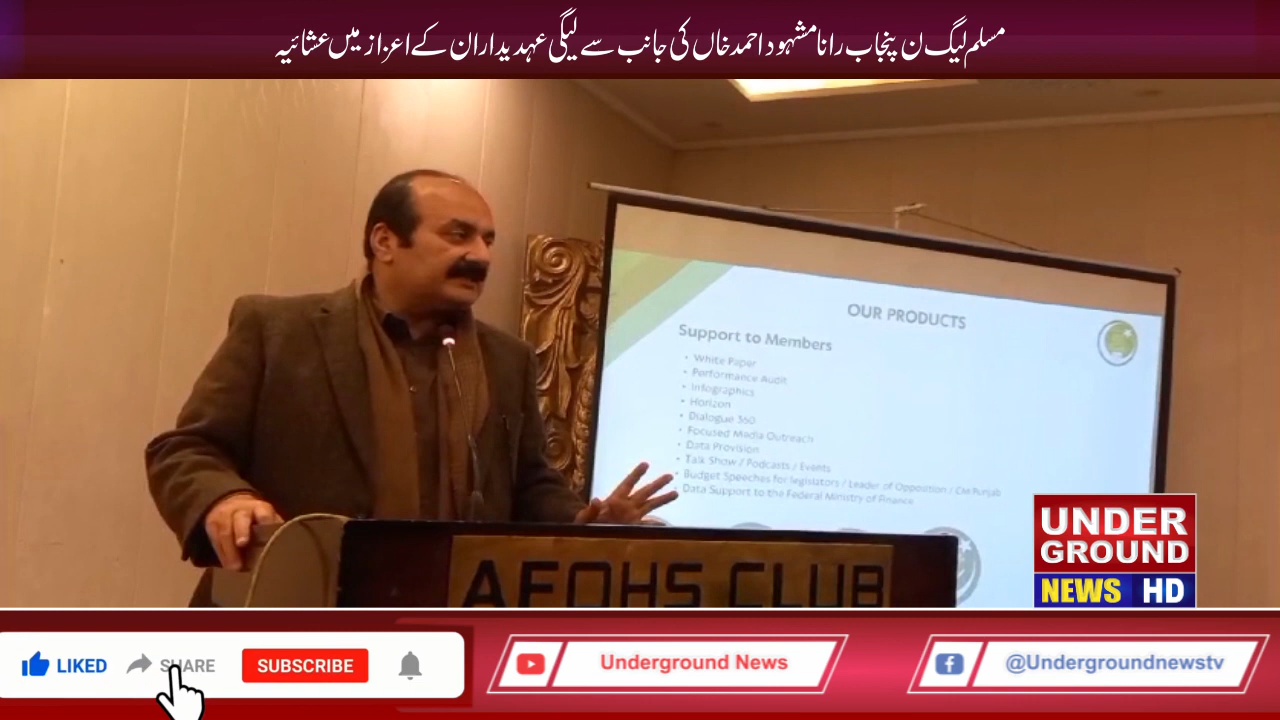 مسلم لیگ ن پنجاب رانا مشہود احمد خاں کی جانب سے لیگی عہدیداران کے اعزاز میں عشائیہ
OUR PRODUCTS
Support to Members
• White Paper
• Performance Audit
• Infographics
• Horizon
• Dialogue 360
• Focused Media Outreach
• Data Provision
• Talk Show / Podcasts / Events
• Budget Speeches for legislators / Leader of Opposition / CM Punjab
• Data Support to the Federal Ministry of Finance
AFOHS CLUB
UNDER
GROUND
NEWS HD
LIKED SHARE SUBSCRIBE
Underground News
@Undergroundnewstv